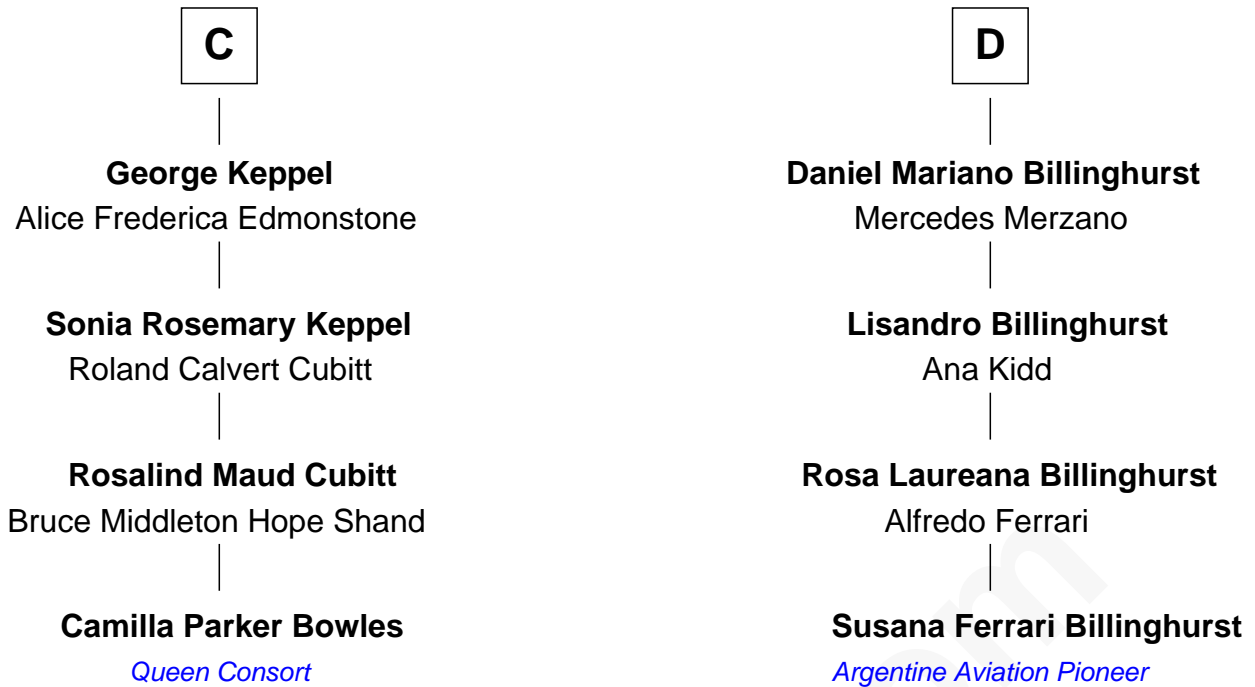 C
George Keppel
Alice Frederica Edmonstone
Sonia Rosemary Keppel
Roland Calvert Cubitt
Rosalind Maud Cubitt
Bruce Middleton Hope Shand
Camilla Parker Bowles
Queen Consort
D
Daniel Mariano Billinghurst
Mercedes Merzano
Lisandro Billinghurst
Ana Kidd
Rosa Laureana Billinghurst
Alfredo Ferrari
Susana Ferrari Billinghurst
Argentine Aviation Pioneer